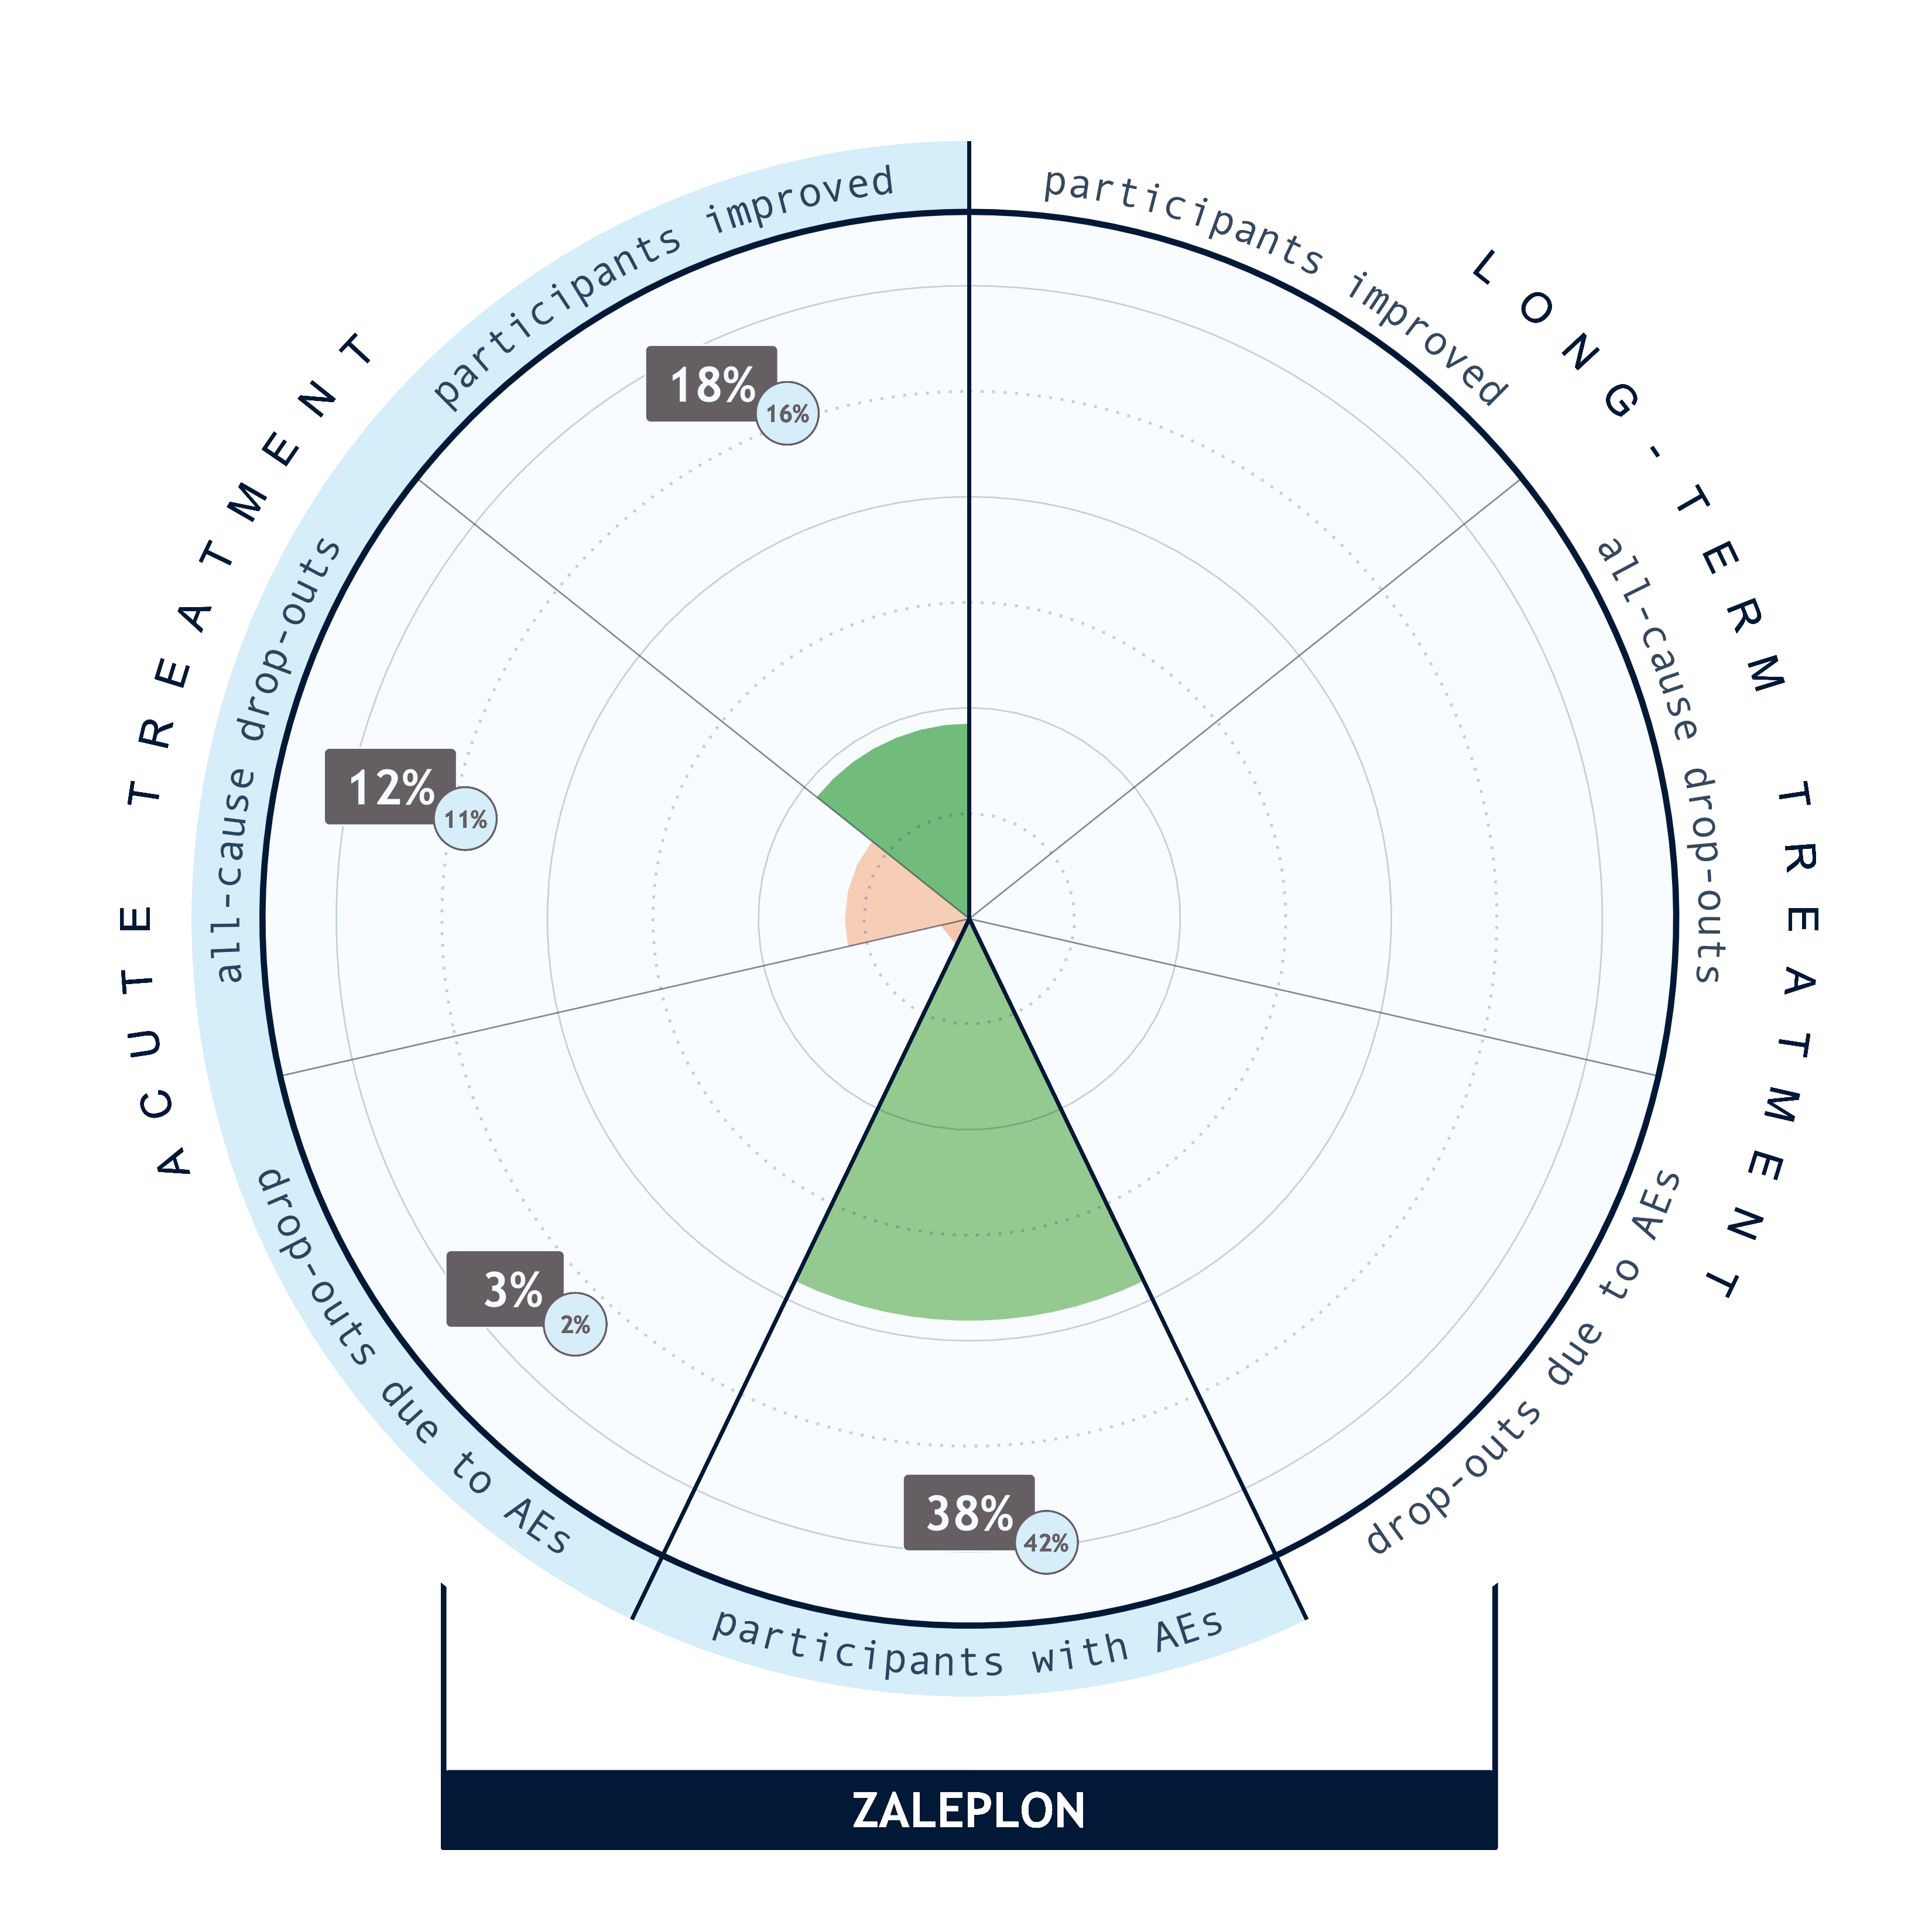 ACUTE TREATMENT
LONG-TERM TREATMENT
participants improved
participants improved
18%
16%
all-cause drop-outs
all-cause drop-outs
12%
11%
drop-outs due to AEs
drop-outs due to AEs
3%
2%
38%
42%
participants with AEs
ZALEPLON